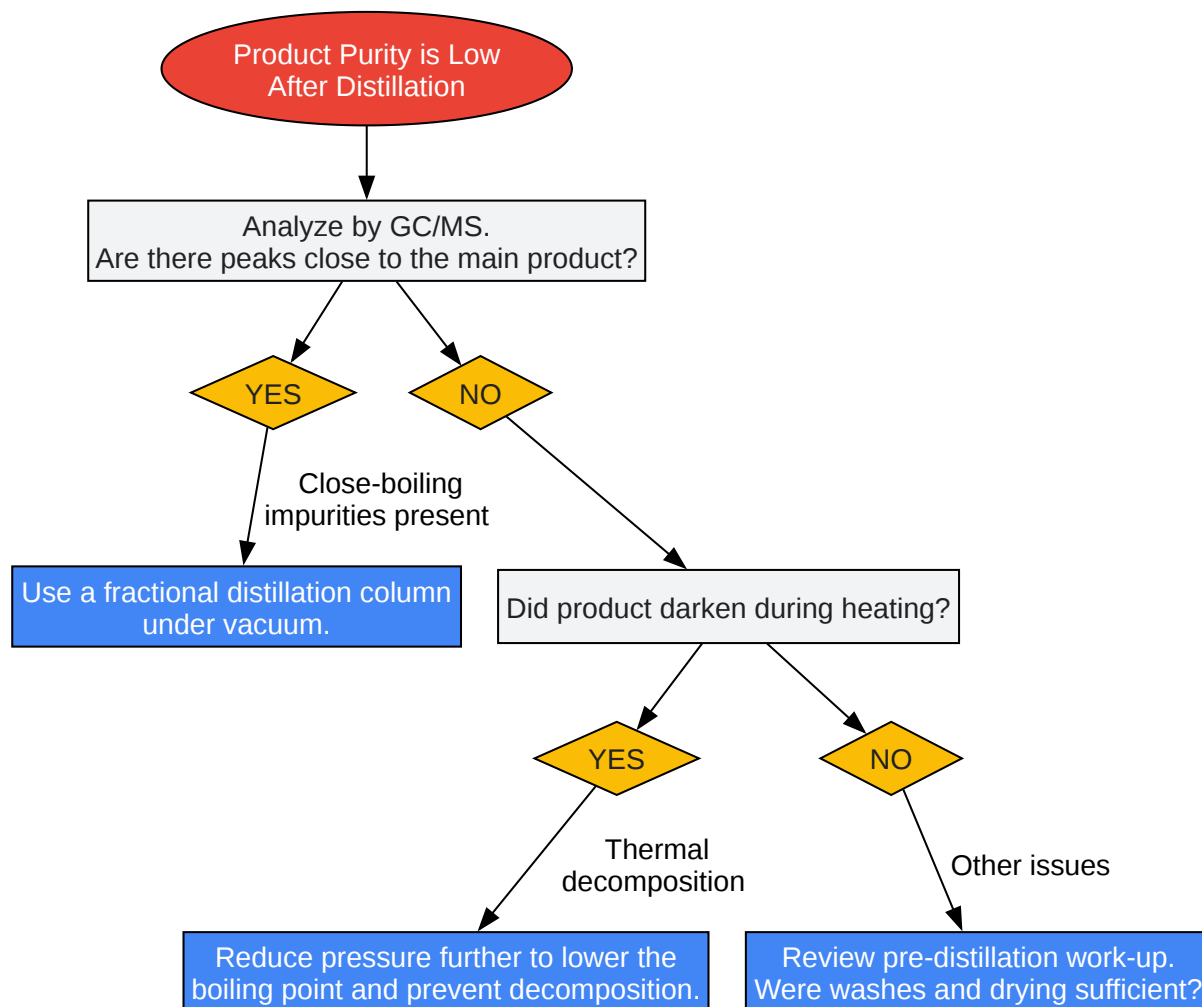 Product Purity is Low
After Distillation
Analyze by GC/MS.
Are there peaks close to the main product?
YES
NO
Close-boiling
impurities present
Use a fractional distillation column
under vacuum.
Did product darken during heating?
YES
NO
Thermal
decomposition
Other issues
Reduce pressure further to lower the
boiling point and prevent decomposition.
Review pre-distillation work-up.
Were washes and drying sufficient?